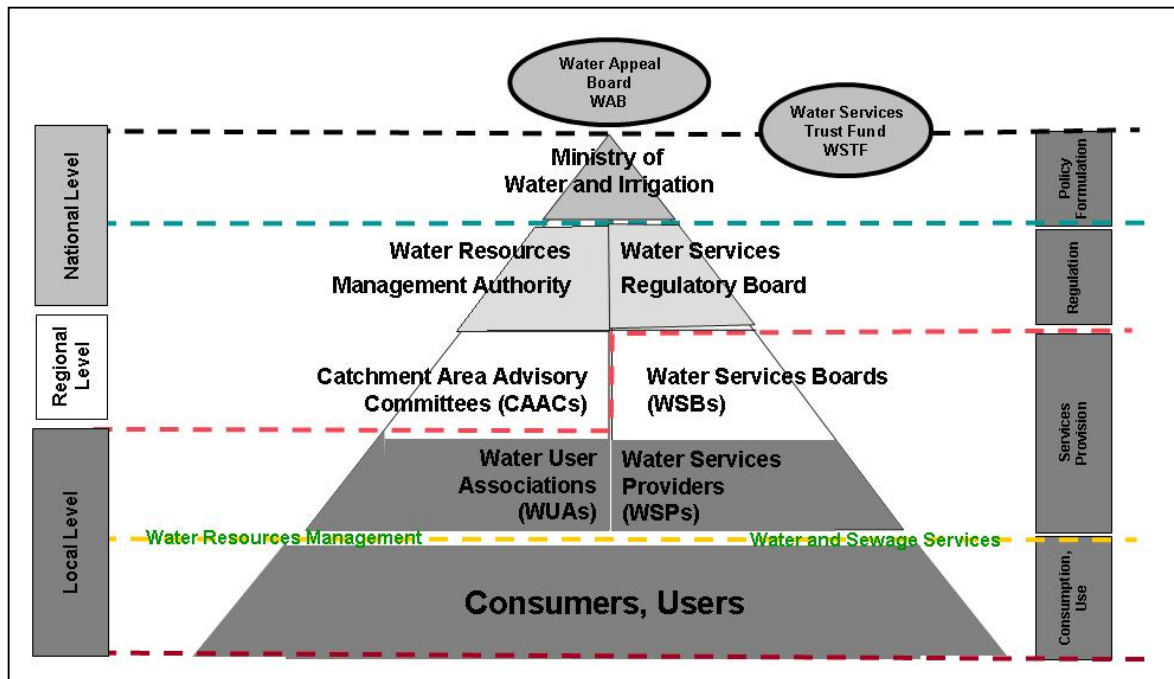 Water Appeal
Board
WAB
Water Services
Trust Fund
WSTF
National Level
Regional
Level
Local Level
Ministry of
Water and Irrigation
Water Resources
Management Authority
Water Services
Regulatory Board
Catchment Area Advisory
Committees (CAACs)
Water Services Boards
(WSBs)
Water User
Associations
(WUAs)
Water Services
Providers
(WSPs)
Water Resources Management
Water and Sewage Services
Consumers, Users
Policy
Formulation
Regulation
Services
Provision
Consumption,
Use